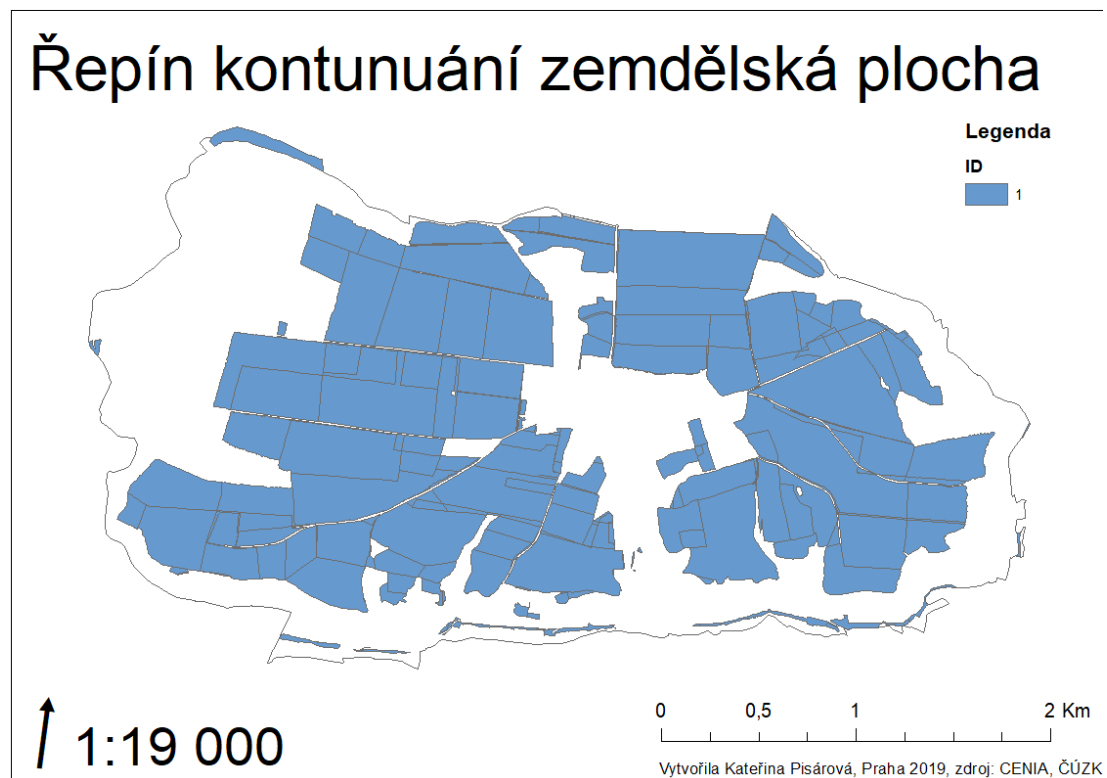 Řepín kontunuání zemdělská plocha
Legenda
ID
1
0 0,5 1 2 Km
1:19 000
Vytvořila Kateřina Pisárová, Praha 2019, zdroj: CENIA, ČÚZK